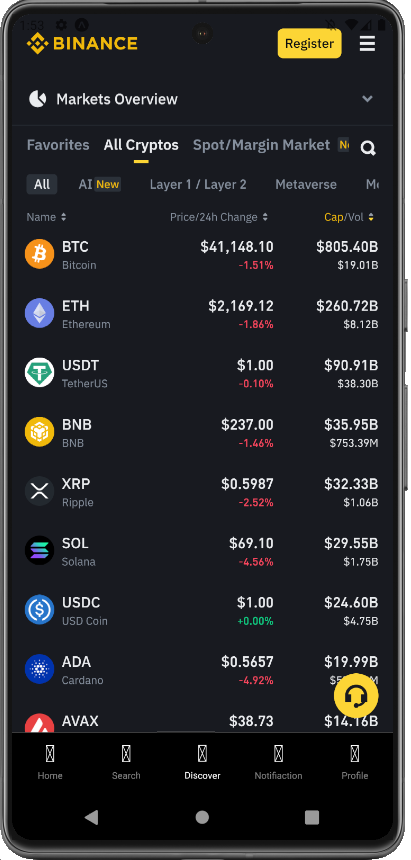 1:53
BINANCE
Register
Markets Overview
Favorites All Cryptos Spot/Margin Market
All AI New Layer 1 / Layer 2 Metaverse
Name Price/24h Change Cap/Vol
BTC $41,148.10 $805.40B
Bitcoin -1.51% $19.01B
ETH $2,169.12 $260.72B
Ethereum -1.86% $8.12B
USDT $1.00 $90.91B
TetherUS -0.10% $38.30B
BNB $237.00 $35.95B
BNB -1.46% $753.39M
XRP $0.5987 $32.33B
Ripple -2.52% $1.06B
SOL $69.10 $29.55B
Solana -4.56% $1.75B
USDC $1.00 $24.60B
USD Coin +0.00% $4.75B
ADA $0.5657 $19.99B
Cardano -4.92%
AVAX $38.73 $14.16B
Home Search Discover Notifiaction Profile